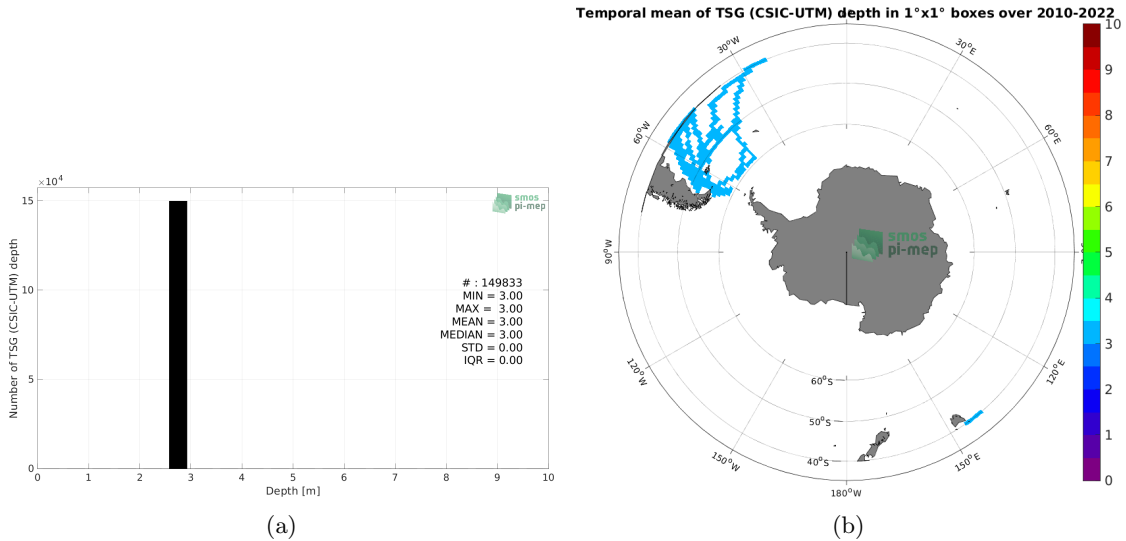 ×10⁴
15
10
5
0
Number of TSG (CSIC-UTM) depth
smos
pi-mep
# : 149833
MIN = 3.00
MAX = 3.00
MEAN = 3.00
MEDIAN = 3.00
STD = 0.00
IQR = 0.00
0 1 2 3 4 5 6 7 8 9 10
Depth [m]
(a)
Temporal mean of TSG (CSIC-UTM) depth in 1°x1° boxes over 2010-2022
30°W
30°E
60°W
60°E
90°W
120°W
120°E
150°W
150°E
180°W
60°S
50°S
40°S
smos
pi-mep
10
9
8
7
6
5
4
3
2
1
0
(b)